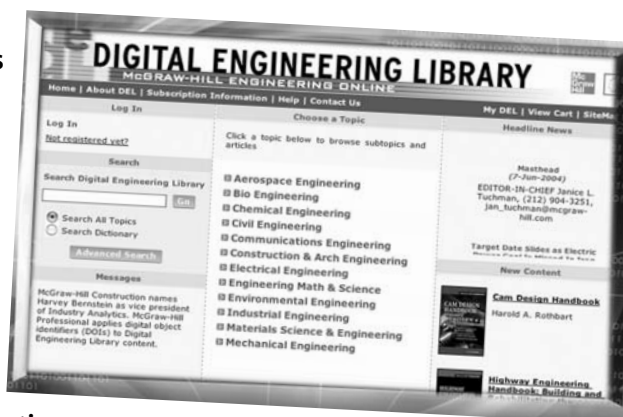 DIGITAL ENGINEERING LIBRARY
McGRAW-HILL ENGINEERING ONLINE
Mc
Graw
Hill
Home | About DEL | Subscription Information | Help | Contact Us
My DEL | View Cart | SiteMa
Log In
Log In
Not registered yet?
Search
Search Digital Engineering Library
Go
Search All Topics
Search Dictionary
Advanced Search
Messages
McGraw-Hill Construction names
Harvey Bernstein as vice president
of Industry Analytics. McGraw-Hill
Professional applies digital object
identifiers (DOIs) to Digital
Engineering Library content.
Choose a Topic
Click a topic below to browse subtopics and
articles
Aerospace Engineering
Bio Engineering
Chemical Engineering
Civil Engineering
Communications Engineering
Construction & Arch Engineering
Electrical Engineering
Engineering Math & Science
Environmental Engineering
Industrial Engineering
Materials Science & Engineering
Mechanical Engineering
Headline News
Masthead
(7-Jun-2004)
EDITOR-IN-CHIEF Janice L.
Tuchman, (212) 904-3251,
jan_tuchman@mcgraw-
hill.com
Target Date Slides as Electric
New Content
CAM DESIGN
HANDBOOK
Cam Design Handbook
Harold A. Rothbart
Highway Engineering
Handbook: Building and